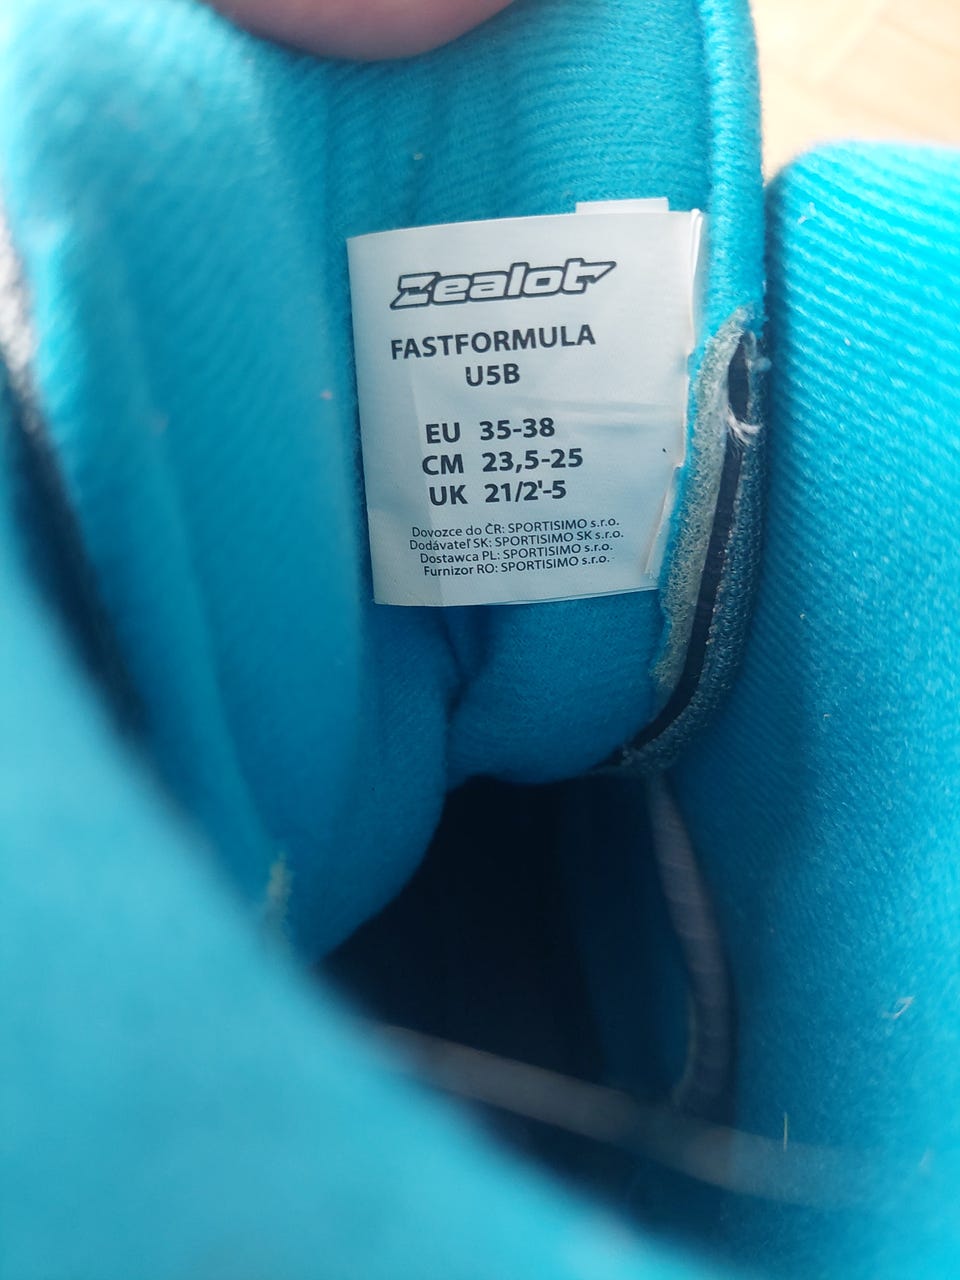 Zealot
FASTFORMULA
U5B
EU 35-38
CM 23,5-25
UK 21/2'-5
Dovozce do ČR: SPORTISIMO s.r.o.
Dodávateľ SK: SPORTISIMO SK s.r.o.
Dostawca PL: SPORTISIMO s.r.o.
Furnizor RO: SPORTISIMO s.r.o.